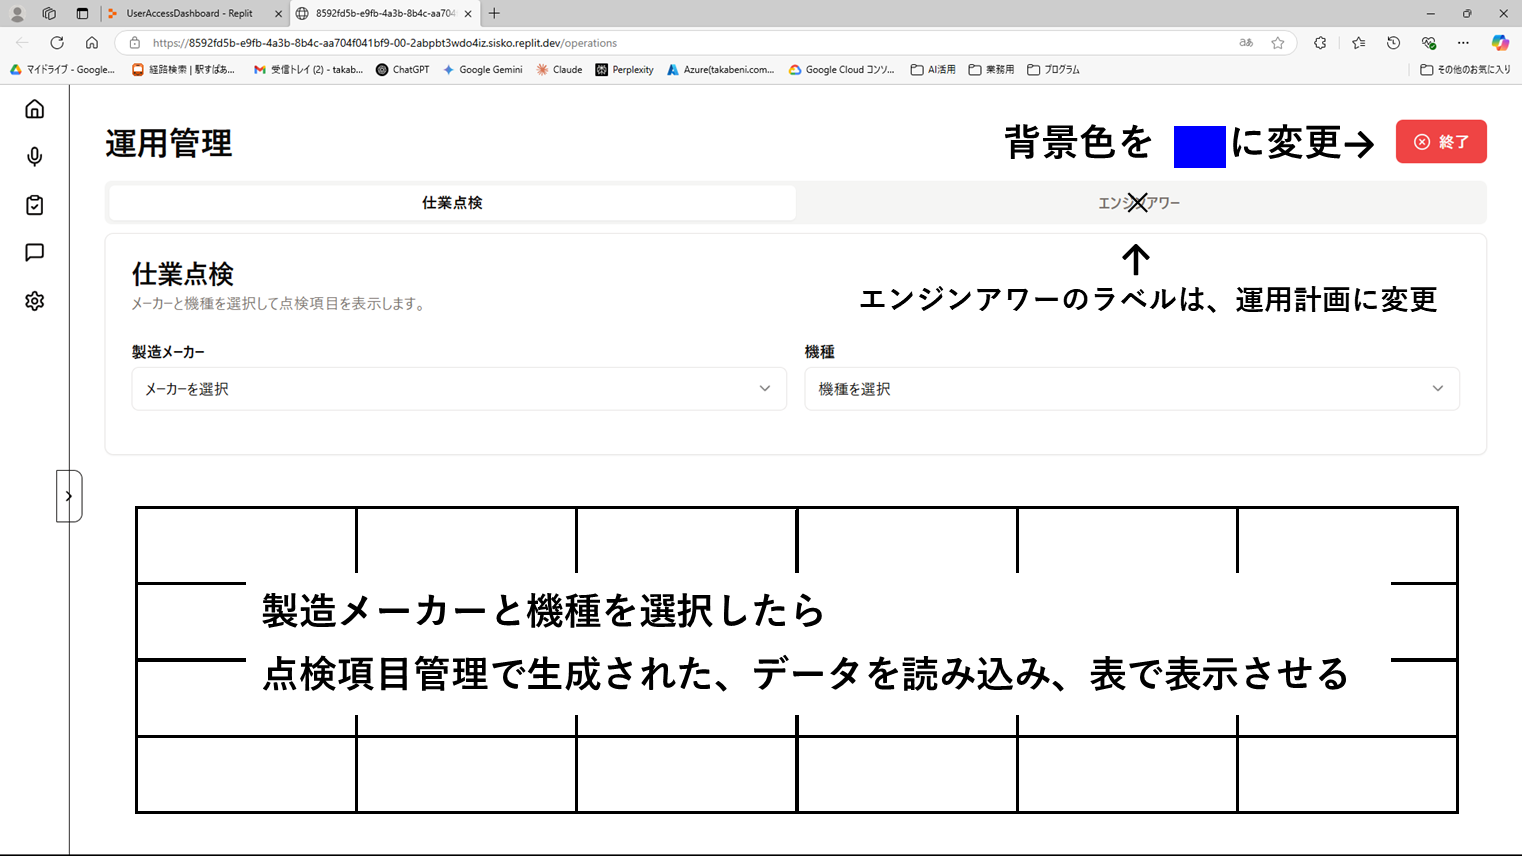 UserAccessDashboard - Replit
8592fd5b-e9fb-4a3b-8b4c-aa704
https://8592fd5b-e9fb-4a3b-8b4c-aa704f041bf9-00-2abpbt3wdo4iz.sisko.replit.dev/operations
マイドライブ - Google...
経路検索 | 駅すぱあ...
受信トレイ (2) - takab...
ChatGPT
Google Gemini
Claude
Perplexity
Azure(takabeni.com...
Google Cloud コンソ...
AI活用
業務用
プログラム
その他のお気に入り
運用管理
背景色を に変更→
終了
仕業点検
エンジンアワー
仕業点検
メーカーと機種を選択して点検項目を表示します。
↑
エンジンアワーのラベルは、運用計画に変更
製造メーカー
機種
メーカーを選択
機種を選択
製造メーカーと機種を選択したら
点検項目管理で生成された、データを読み込み、表で表示させる